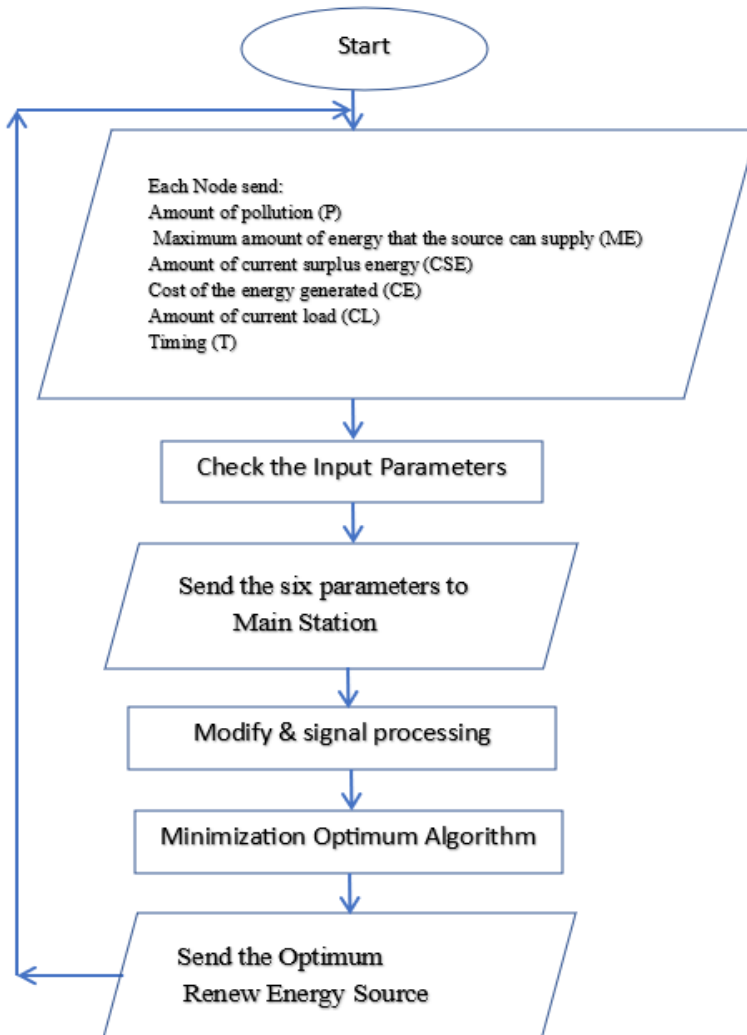 Start
Each Node send:
Amount of pollution (P)
Maximum amount of energy that the source can supply (ME)
Amount of current surplus energy (CSE)
Cost of the energy generated (CE)
Amount of current load (CL)
Timing (T)
Check the Input Parameters
Send the six parameters to
Main Station
Modify & signal processing
Minimization Optimum Algorithm
Send the Optimum
Renew Energy Source